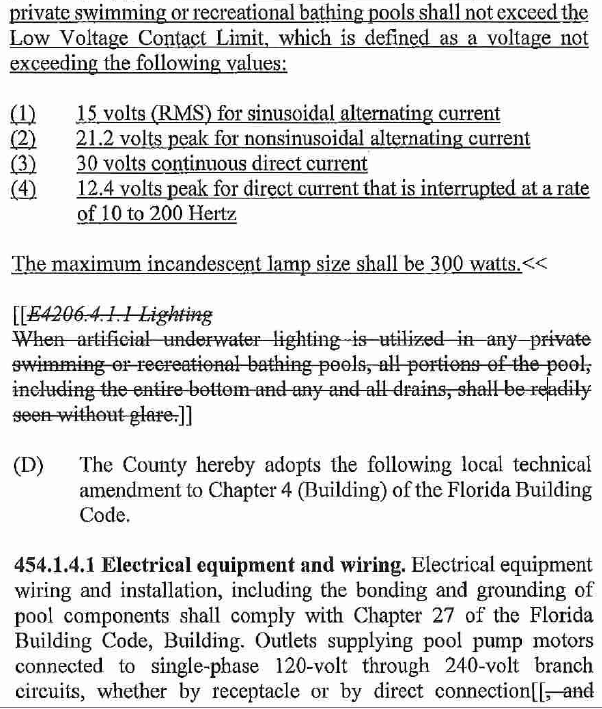 private swimming or recreational bathing pools shall not exceed the
Low Voltage Contact Limit, which is defined as a voltage not
exceeding the following values:
(1) 15 volts (RMS) for sinusoidal alternating current
(2) 21.2 volts peak for nonsinusoidal alternating current
(3) 30 volts continuous direct current
(4) 12.4 volts peak for direct current that is interrupted at a rate
of 10 to 200 Hertz
The maximum incandescent lamp size shall be 300 watts.<<
[[E4206.4.1.1 Lighting
When artificial underwater lighting is utilized in any private
swimming or recreational bathing pools, all portions of the pool,
including the entire bottom and any and all drains, shall be readily
seen without glare.]]
(D) The County hereby adopts the following local technical
amendment to Chapter 4 (Building) of the Florida Building
Code.
454.1.4.1 Electrical equipment and wiring. Electrical equipment
wiring and installation, including the bonding and grounding of
pool components shall comply with Chapter 27 of the Florida
Building Code, Building. Outlets supplying pool pump motors
connected to single-phase 120-volt through 240-volt branch
circuits, whether by receptacle or by direct connection[[, and